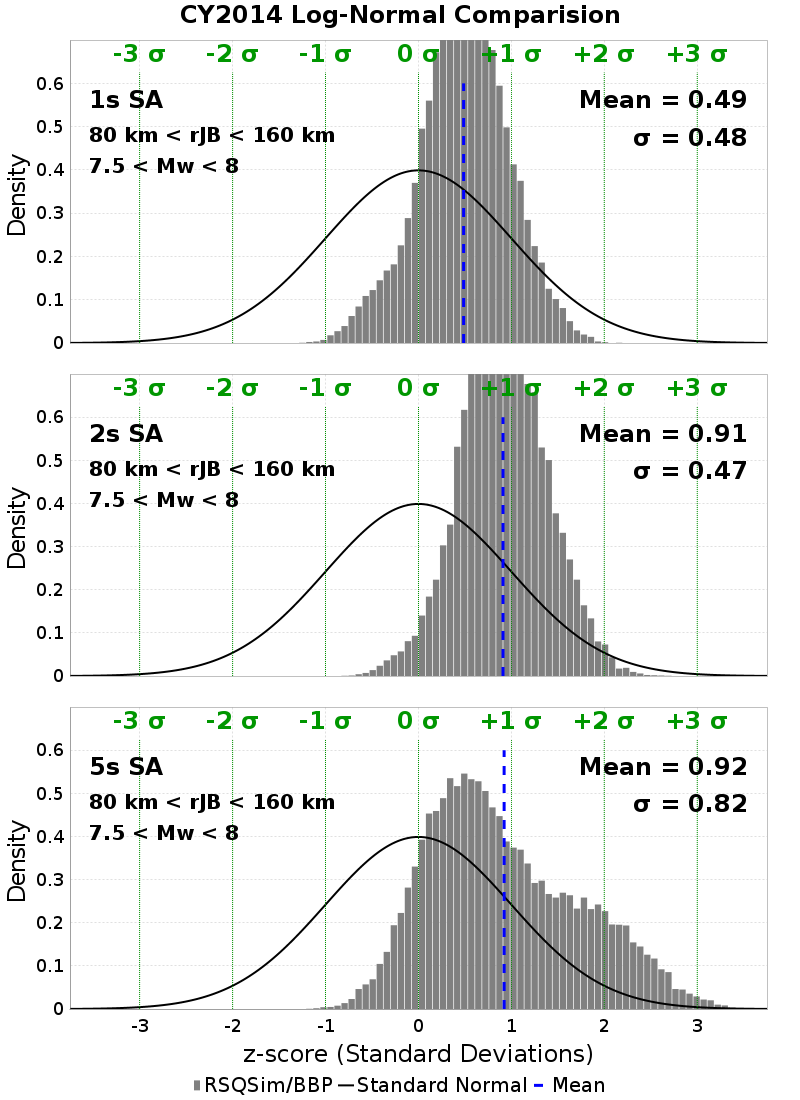 CY2014 Log-Normal Comparision
-3 σ -2 σ -1 σ 0 σ +1 σ +2 σ +3 σ
1s SA
Mean = 0.49
80 km < rJB < 160 km
σ = 0.48
7.5 < Mw < 8
Density
0.6
0.5
0.4
0.3
0.2
0.1
0
-3 σ -2 σ -1 σ 0 σ +1 σ +2 σ +3 σ
2s SA
Mean = 0.91
80 km < rJB < 160 km
σ = 0.47
7.5 < Mw < 8
Density
0.6
0.5
0.4
0.3
0.2
0.1
0
-3 σ -2 σ -1 σ 0 σ +1 σ +2 σ +3 σ
5s SA
Mean = 0.92
80 km < rJB < 160 km
σ = 0.82
7.5 < Mw < 8
Density
0.6
0.5
0.4
0.3
0.2
0.1
0
-3 -2 -1 0 1 2 3
z-score (Standard Deviations)
RSQSim/BBP Standard Normal Mean